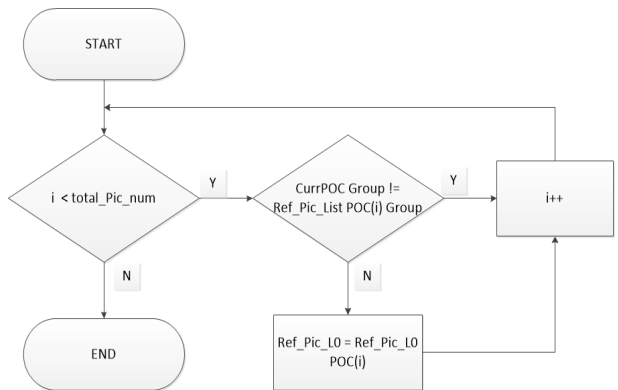 START
i < total_Pic_num
Y
CurrPOC Group !=
Ref_Pic_List POC(i) Group
Y
i++
N
N
END
Ref_Pic_L0 = Ref_Pic_L0
POC(i)